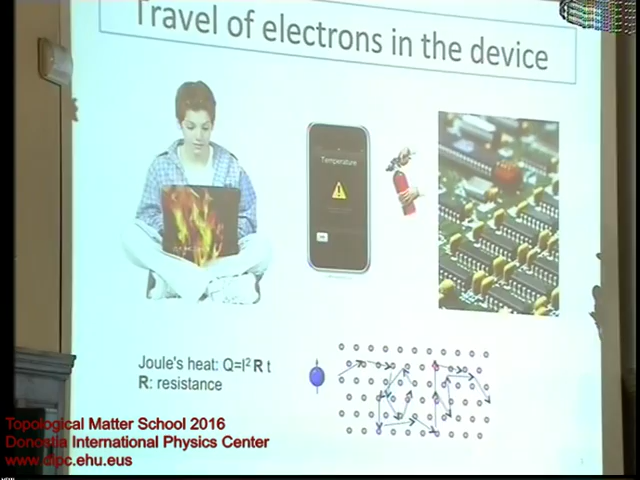 Travel of electrons in the device
Temperature
Joule's heat: Q=I² R t
R: resistance
Topological Matter School 2016
Donostia International Physics Center
www.dipc.ehu.eus